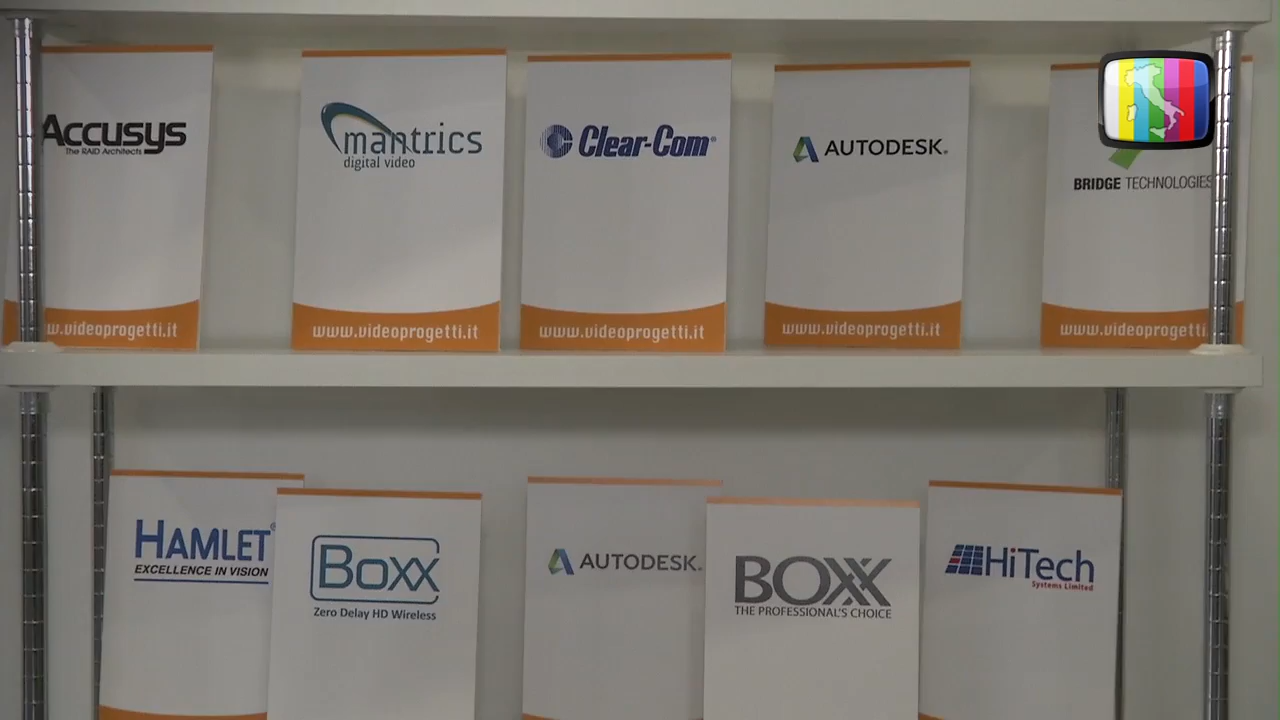 Accusys
The RAID Architects
mantrics
digital video
Clear-Com®
AUTODESK®
BRIDGE TECHNOLOGIES
w.videoprogetti.it
www.videoprogetti.it
www.videoprogetti.it
www.videoprogetti.it
www.videoprogetti.it
HAMLET®
EXCELLENCE IN VISION
BOXX
Zero Delay HD Wireless
AUTODESK.
BOXX
THE PROFESSIONAL'S CHOICE
HiTech
Systems Limited